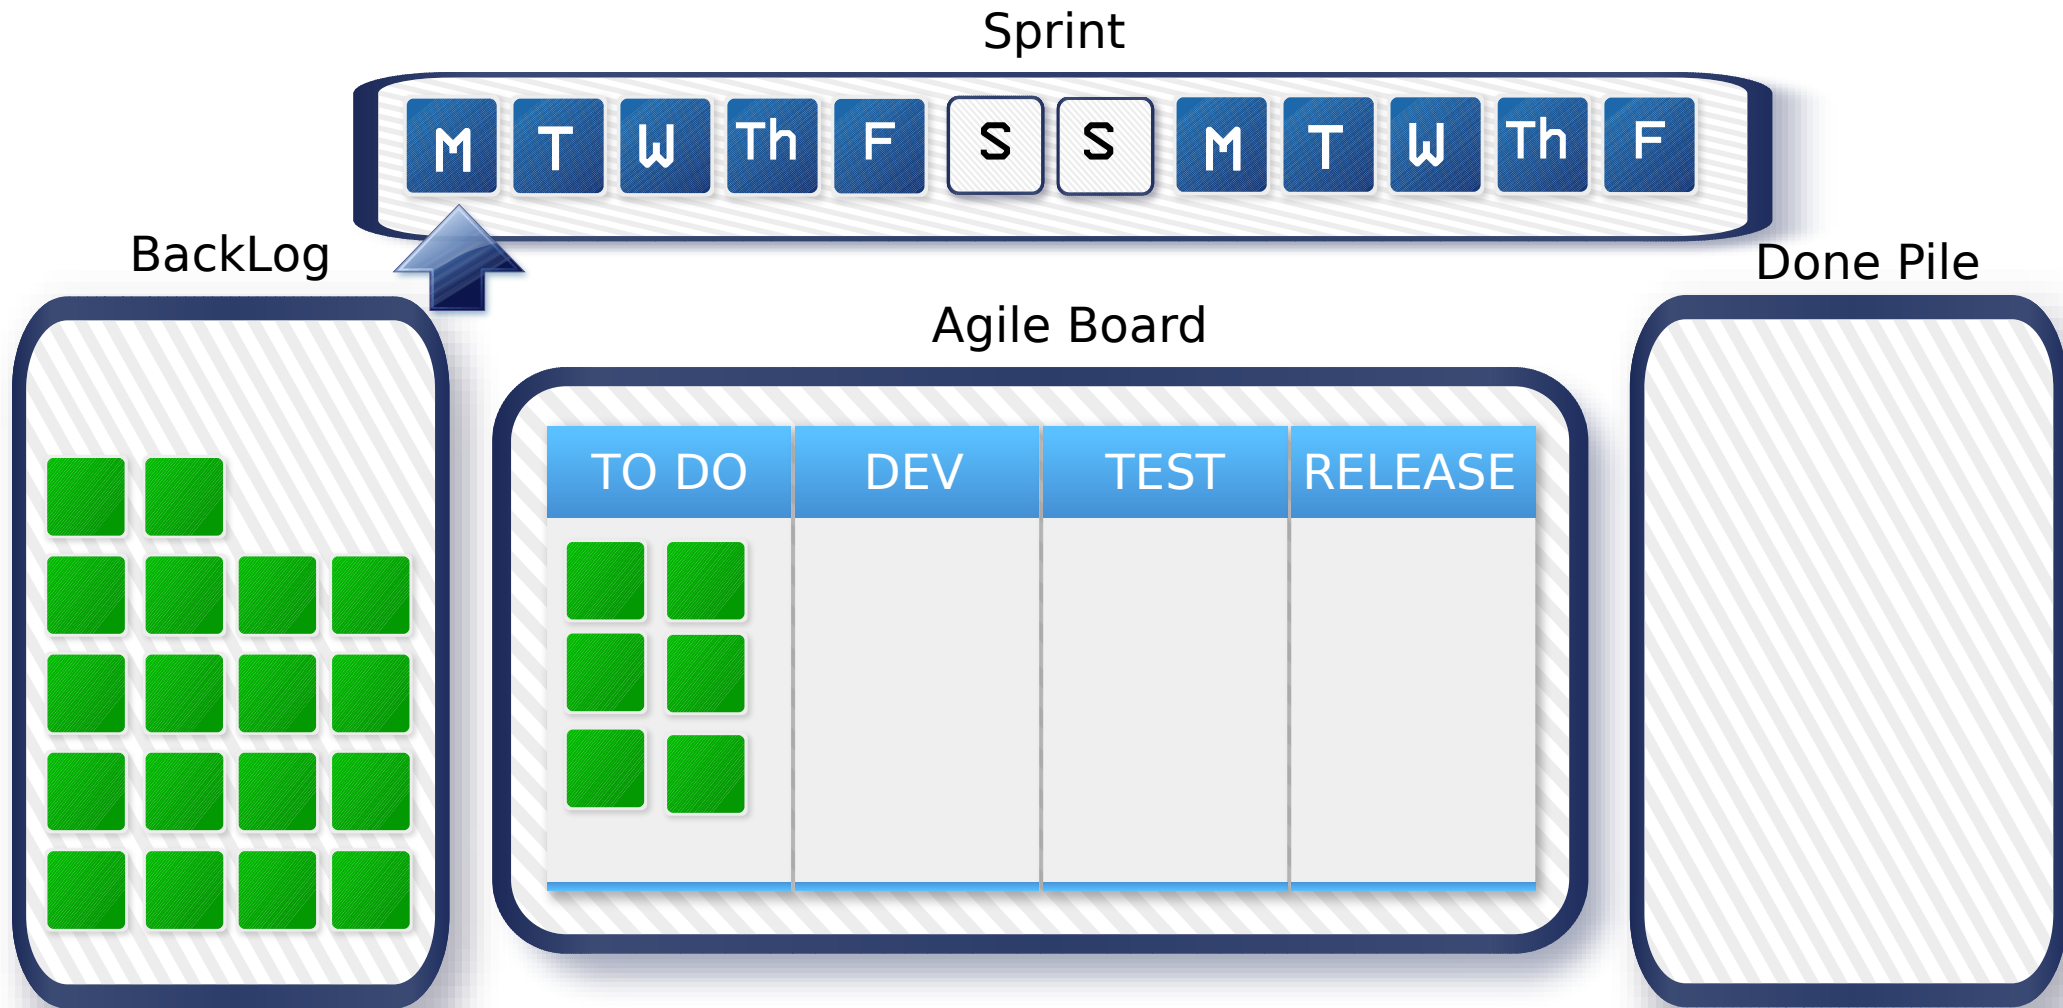 Sprint
M T W Th F S S M T W Th F
BackLog
Done Pile
Agile Board
TO DO DEV TEST RELEASE